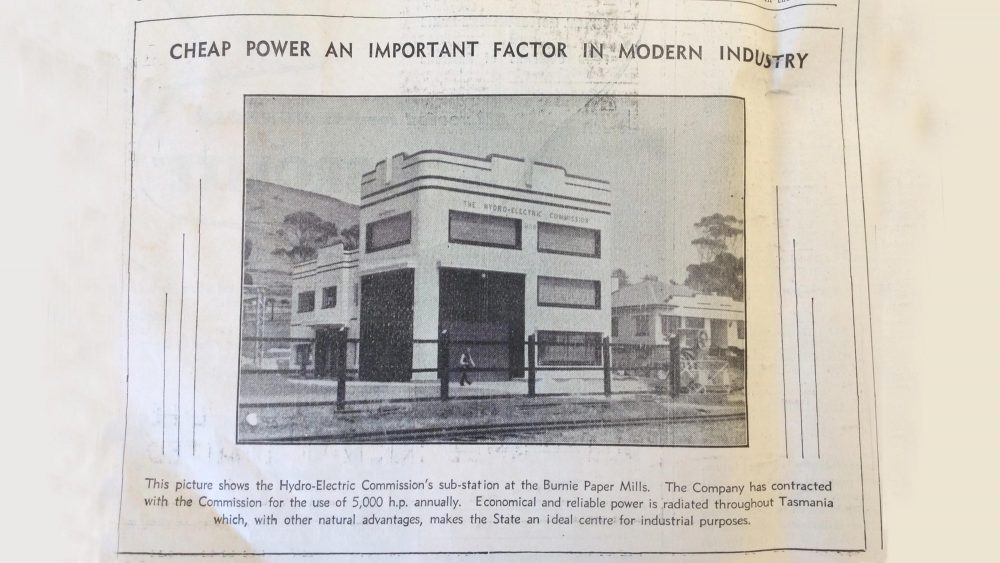 CHEAP POWER AN IMPORTANT FACTOR IN MODERN INDUSTRY
THE HYDRO-ELECTRIC COMMISSION
This picture shows the Hydro-Electric Commission's sub-station at the Burnie Paper Mills. The Company has contracted
with the Commission for the use of 5,000 h.p. annually. Economical and reliable power is radiated throughout Tasmania
which, with other natural advantages, makes the State an ideal centre for industrial purposes.